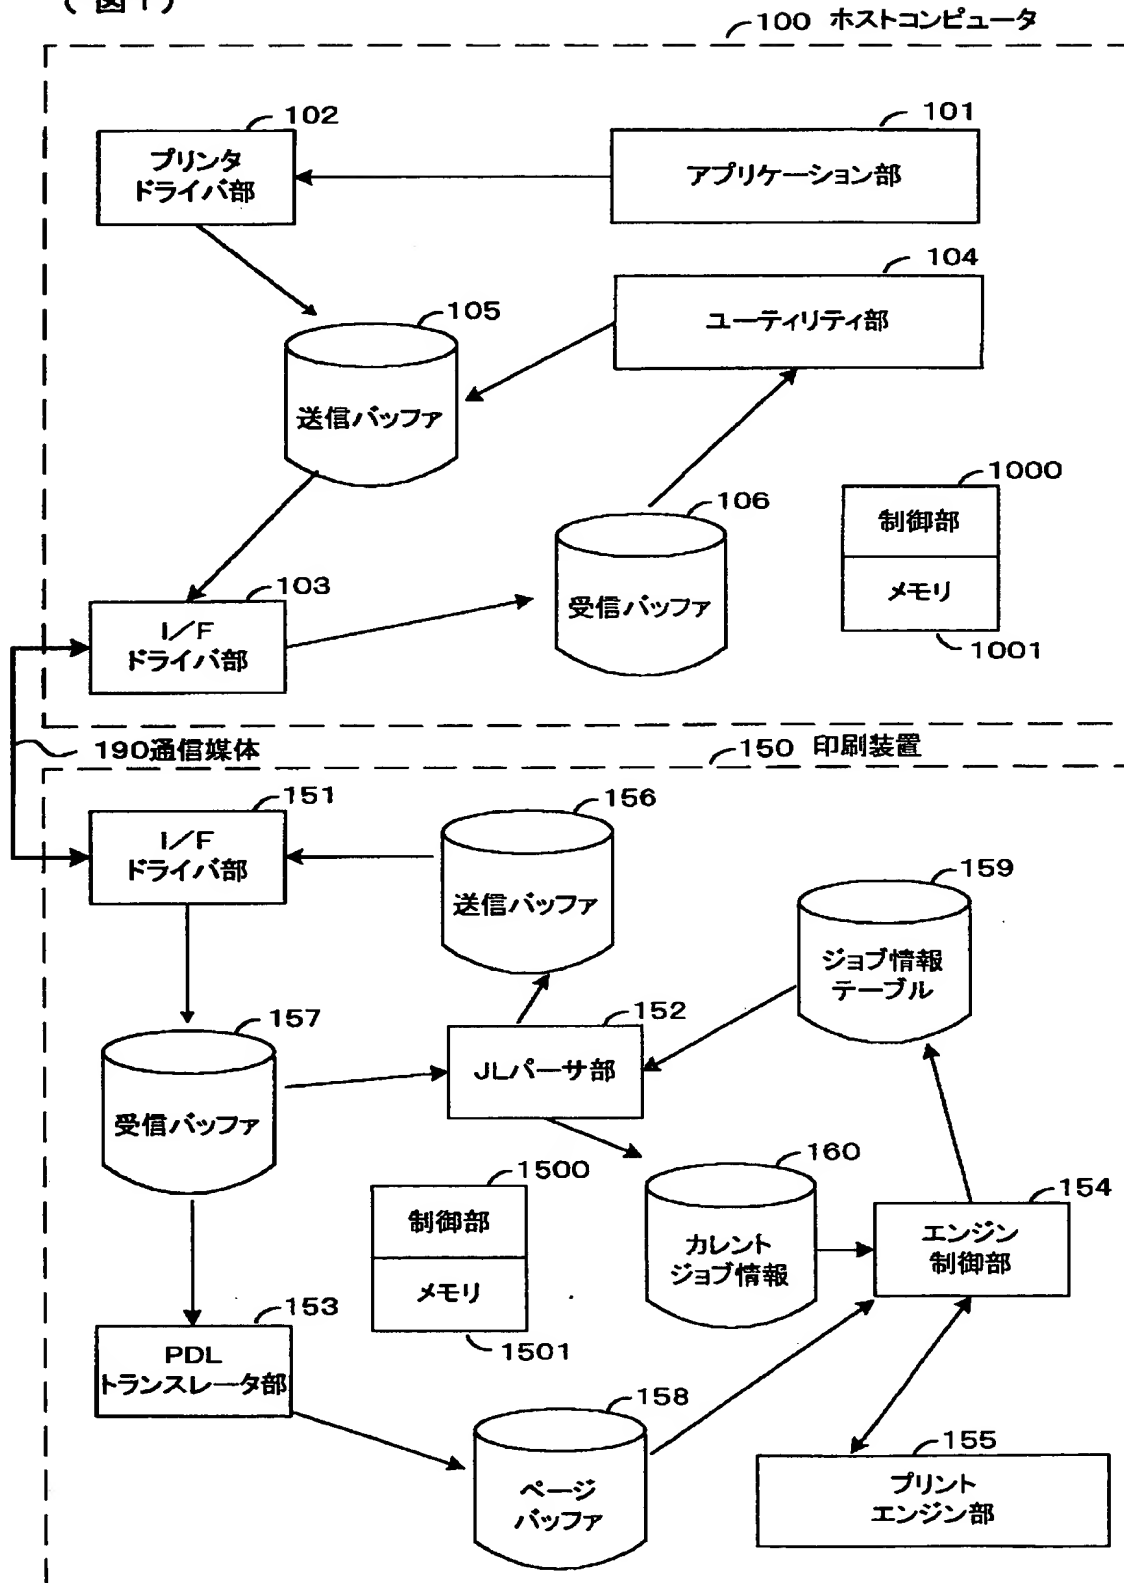 ( 図1)
100 ホストコンピュータ
102
プリンタ
ドライバ部
101
アプリケーション部
104
ユーティリティ部
105
送信バッファ
106
受信バッファ
1000
制御部
メモリ
1001
103
I/F
ドライバ部
190通信媒体
150 印刷装置
151
I/F
ドライバ部
156
送信バッファ
159
ジョブ情報
テーブル
157
受信バッファ
152
JLパーサ部
160
カレント
ジョブ情報
154
エンジン
制御部
1500
制御部
メモリ
1501
153
PDL
トランスレータ部
158
ページ
バッファ
155
プリント
エンジン部